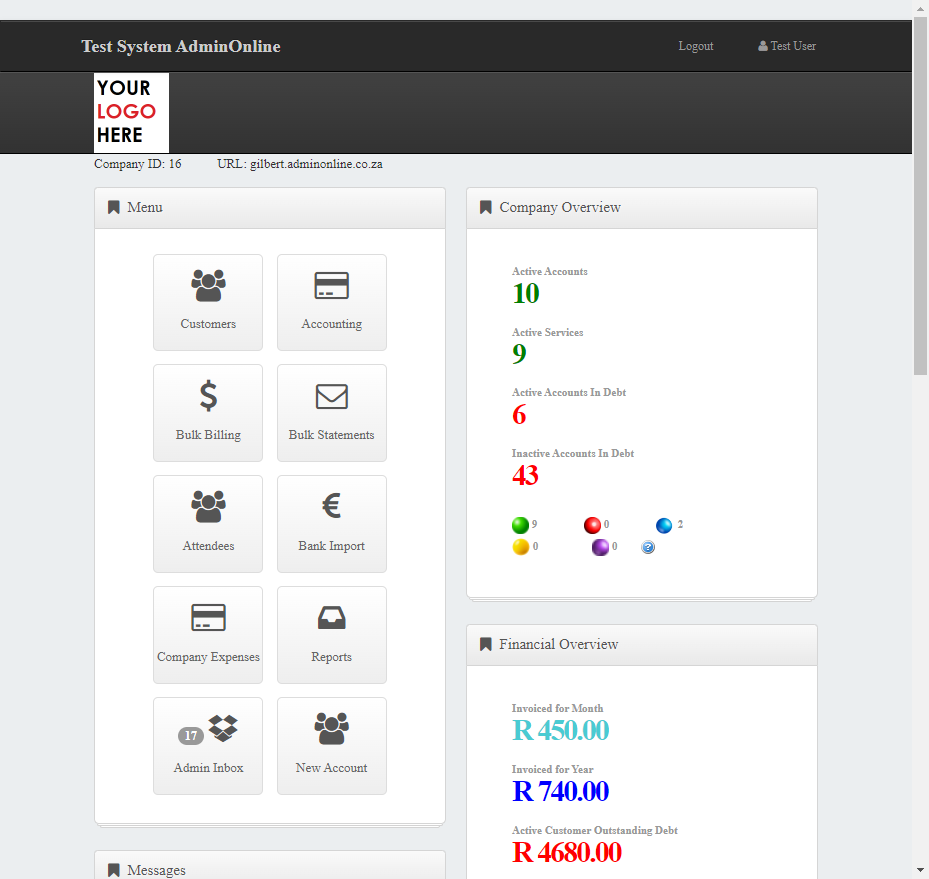 Test System AdminOnline
Logout
Test User
YOUR
LOGO
HERE
Company ID: 16
URL: gilbert.adminonline.co.za
Menu
Customers
Accounting
$
Bulk Billing
Bulk Statements
Attendees
€
Bank Import
Company Expenses
Reports
17
Admin Inbox
New Account
Messages
Company Overview
Active Accounts
10
Active Services
9
Active Accounts In Debt
6
Inactive Accounts In Debt
43
9 0 2
0 0 ?
Financial Overview
Invoiced for Month
R 450.00
Invoiced for Year
R 740.00
Active Customer Outstanding Debt
R 4680.00